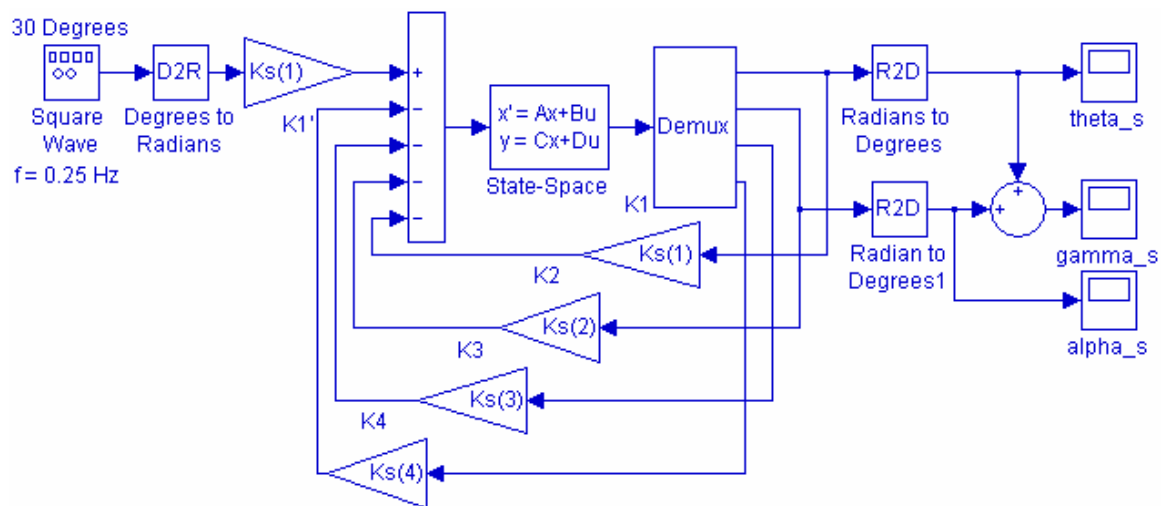 30 Degrees
D2R
Ks(1)
Square
Wave
f= 0.25 Hz
Degrees to
Radians
K1'
+
−
−
−
−
x' = Ax+Bu
y = Cx+Du
State-Space
Demux
K1
R2D
Radians to
Degrees
theta_s
R2D
Radian to
Degrees1
+
+
gamma_s
alpha_s
Ks(1)
K2
Ks(2)
K3
Ks(3)
K4
Ks(4)